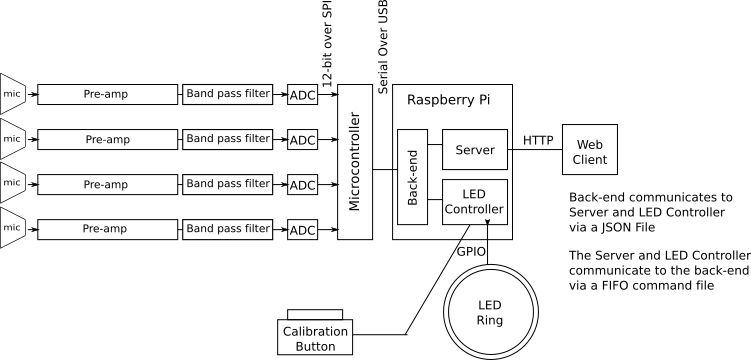 12-bit over SPI
Serial Over USB
mic
Pre-amp
Band pass filter
ADC
mic
Pre-amp
Band pass filter
ADC
mic
Pre-amp
Band pass filter
ADC
mic
Pre-amp
Band pass filter
ADC
Microcontroller
Raspberry Pi
Back-end
Server
LED
Controller
HTTP
Web
Client
GPIO
LED
Ring
Calibration
Button
Back-end communicates to
Server and LED Controller
via a JSON File
The Server and LED Controller
communicate to the back-end
via a FIFO command file